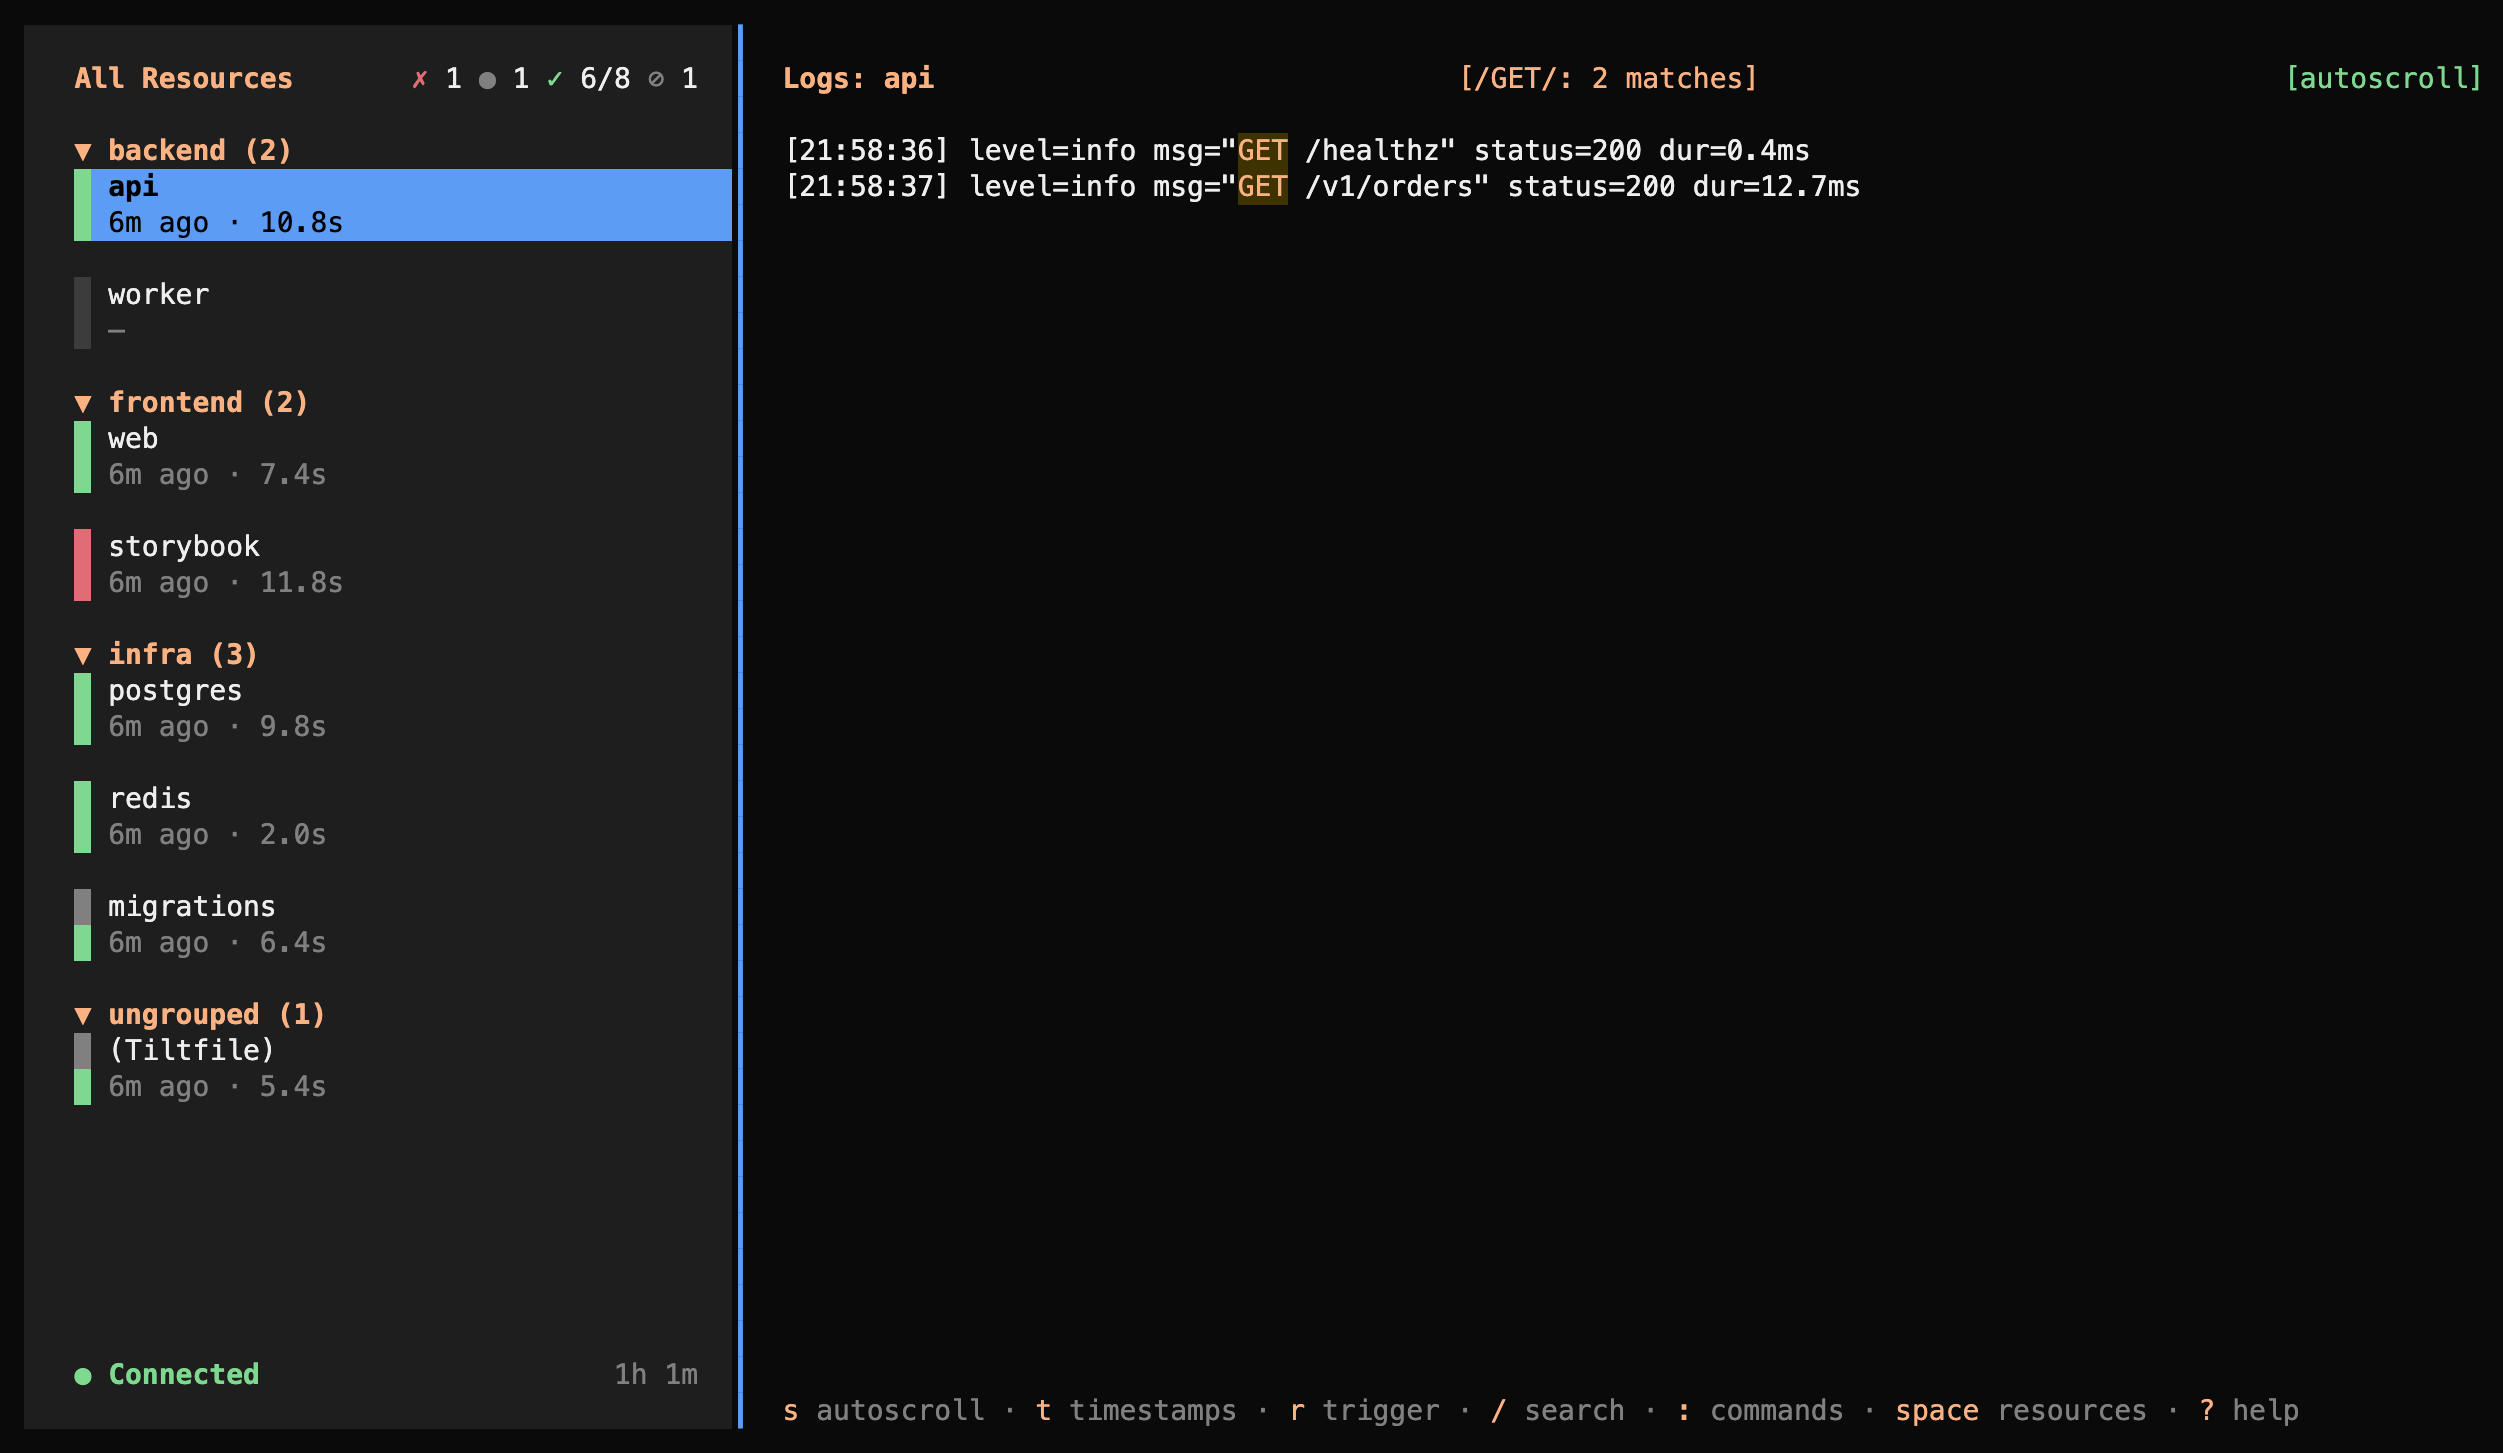 All Resources ✗ 1 ● 1 ✓ 6/8 ⊘ 1
▼ backend (2)
api
6m ago · 10.8s
worker
—
▼ frontend (2)
web
6m ago · 7.4s
storybook
6m ago · 11.8s
▼ infra (3)
postgres
6m ago · 9.8s
redis
6m ago · 2.0s
migrations
6m ago · 6.4s
▼ ungrouped (1)
(Tiltfile)
6m ago · 5.4s
● Connected 1h 1m
Logs: api [/GET/: 2 matches] [autoscroll]
[21:58:36] level=info msg="GET /healthz" status=200 dur=0.4ms
[21:58:37] level=info msg="GET /v1/orders" status=200 dur=12.7ms
s autoscroll · t timestamps · r trigger · / search · : commands · space resources · ? help